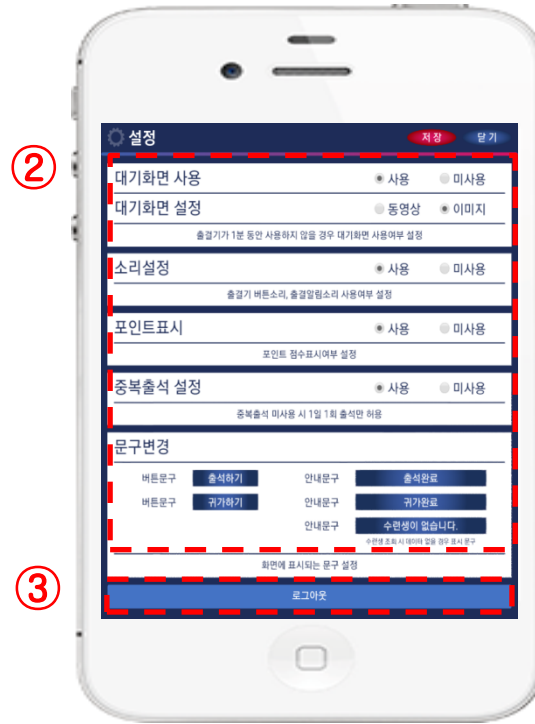 설정 저장 닫기
②
대기화면 사용 사용 미사용
대기화면 설정 동영상 이미지
출결기가 1분 동안 사용하지 않을 경우 대기화면 사용여부 설정
소리설정 사용 미사용
출결기 버튼소리, 출결알림소리 사용여부 설정
포인트표시 사용 미사용
포인트 점수표시여부 설정
중복출석 설정 사용 미사용
중복출석 미사용 시 1일 1회 출석만 허용
문구변경
버튼문구 출석하기 안내문구 출석완료
버튼문구 귀가하기 안내문구 귀가완료
안내문구 수련생이 없습니다.
수련생 조회 시 데이타 없을 경우 표시 문구
화면에 표시되는 문구 설정
③
로그아웃